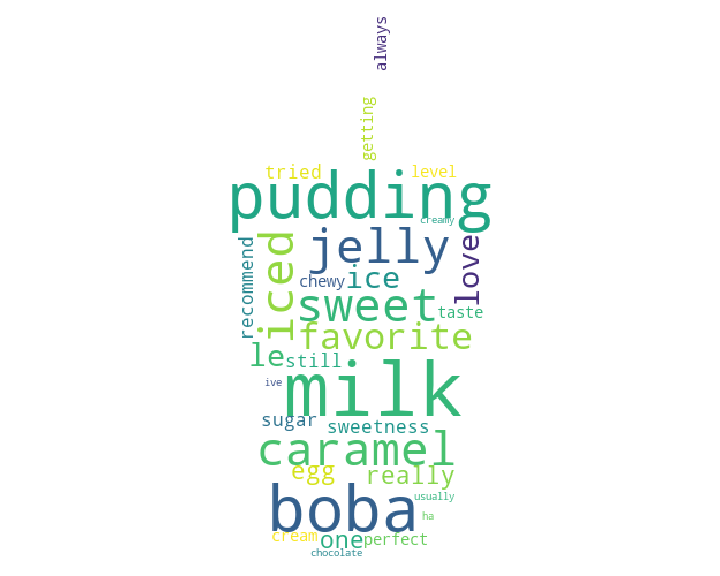 always
getting
tried
level
pudding
creamy
jelly
love
iced
recommend
chewy
ice
sweet
taste
favorite
le
still
milk
ive
sugar
sweetness
caramel
egg
really
boba
usually
ha
cream
one
perfect
chocolate